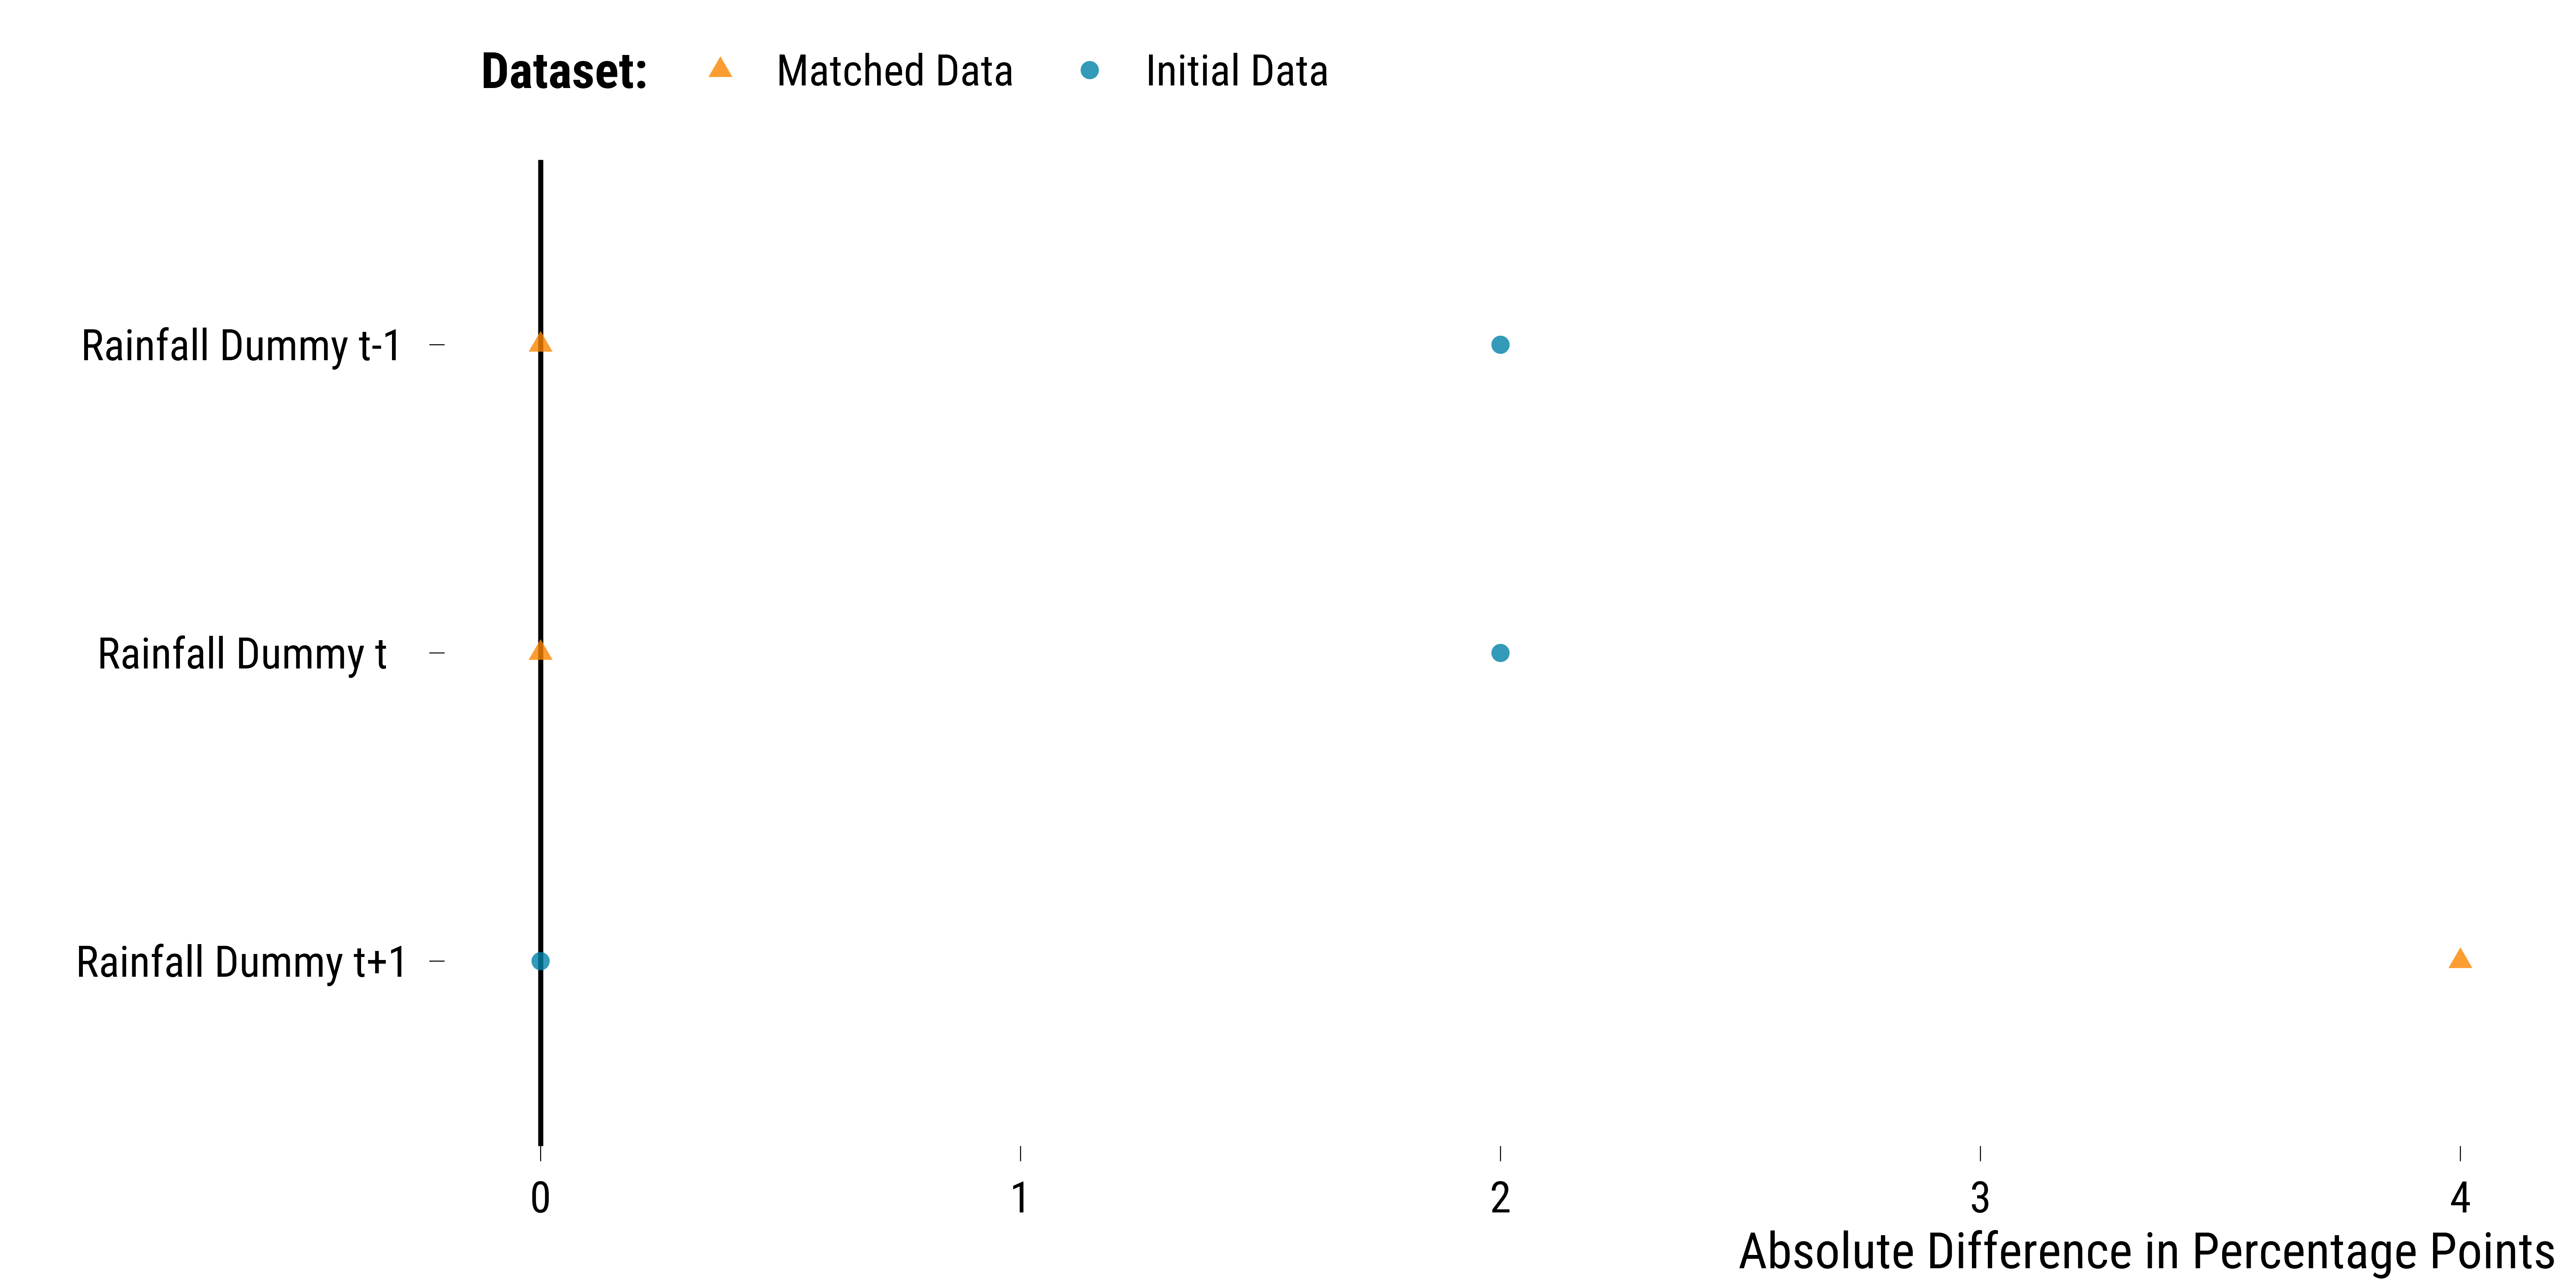 Dataset: Matched Data Initial Data
Rainfall Dummy t-1
Rainfall Dummy t
Rainfall Dummy t+1
0 1 2 3 4
Absolute Difference in Percentage Points